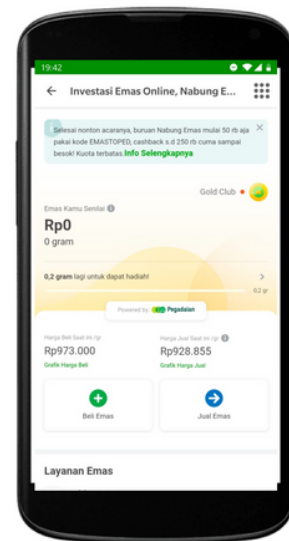 19:42
Investasi Emas Online, Nabung E...
Selesai nonton acaranya, buruan Nabung Emas mulai 50 rb aja
pakai kode EMASTOPED, cashback s.d 250 rb cuma sampai
besok! Kuota terbatas.Info Selengkapnya
Gold Club
Emas Kamu Senilai
Rp0
0 gram
0,2 gram lagi untuk dapat hadiah!
0,2 gr
Powered by Pegadaian
Harga Beli Saat ini /gr
Harga Jual Saat ini /gr
Rp973.000
Rp928.855
Grafik Harga Beli
Grafik Harga Jual
Beli Emas
Jual Emas
Layanan Emas